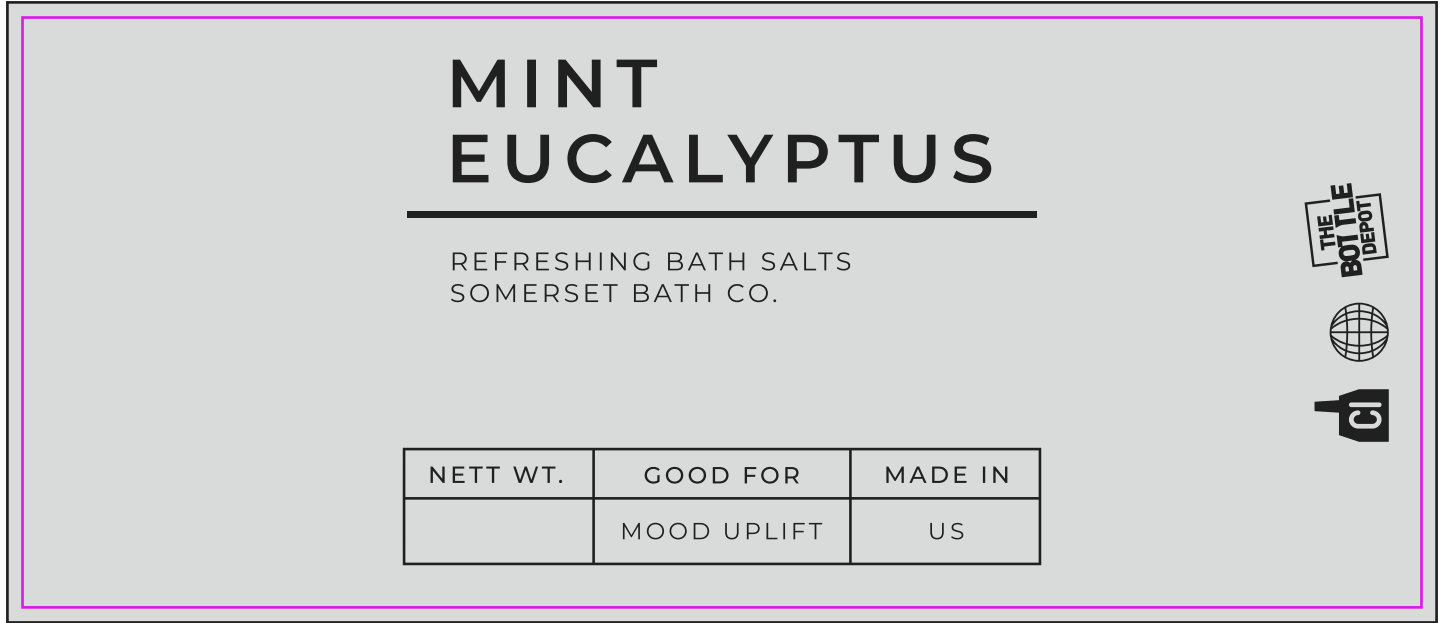 MINT
EUCALYPTUS
REFRESHING BATH SALTS
SOMERSET BATH CO.
NETT WT.
GOOD FOR
MADE IN
MOOD UPLIFT
US
THE
BOTTLE
DEPOT
CI